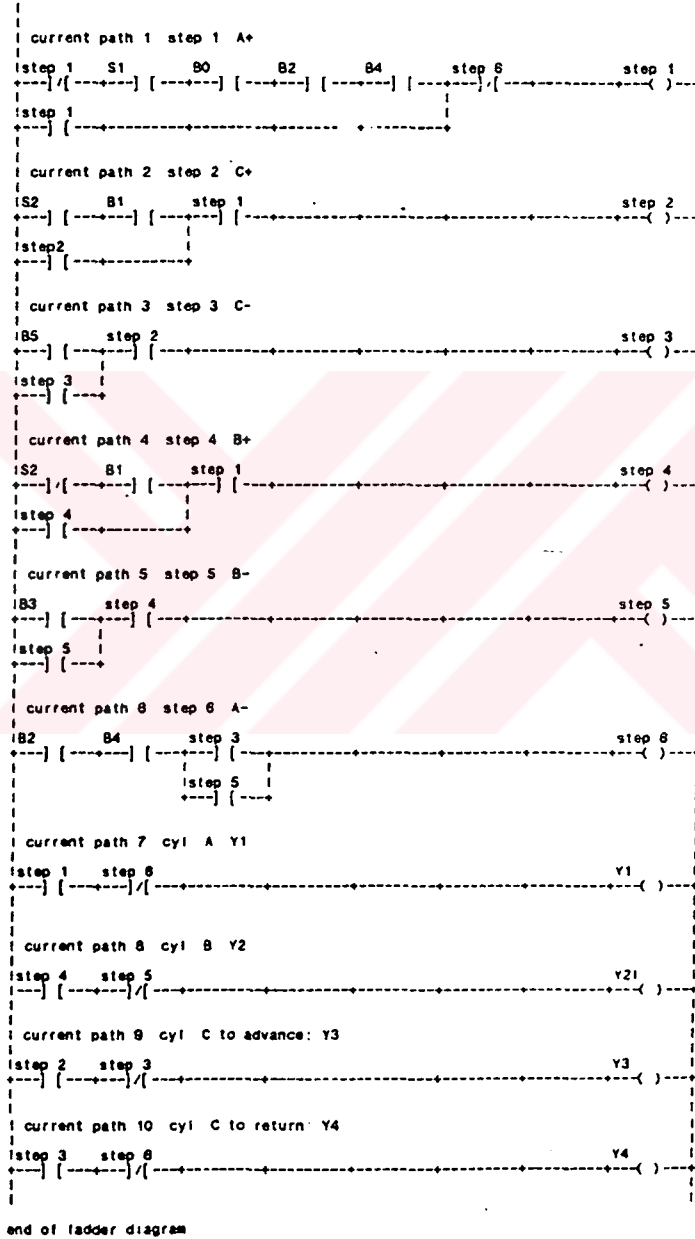 current path 1 step 1 A+
step 1 S1 B0 B2 B4 step 6 step 1
step 1
current path 2 step 2 C+
S2 B1 step 1 step 2
step2
current path 3 step 3 C-
B5 step 2 step 3
step 3
current path 4 step 4 B+
S2 B1 step 1 step 4
step 4
current path 5 step 5 B-
B3 step 4 step 5
step 5
current path 6 step 6 A-
B2 B4 step 3 step 6
step 5
current path 7 cyl A Y1
step 1 step 6 Y1
current path 8 cyl B Y2
step 4 step 5 Y2
current path 9 cyl C to advance: Y3
step 2 step 3 Y3
current path 10 cyl C to return: Y4
step 3 step 6 Y4
end of ladder diagram